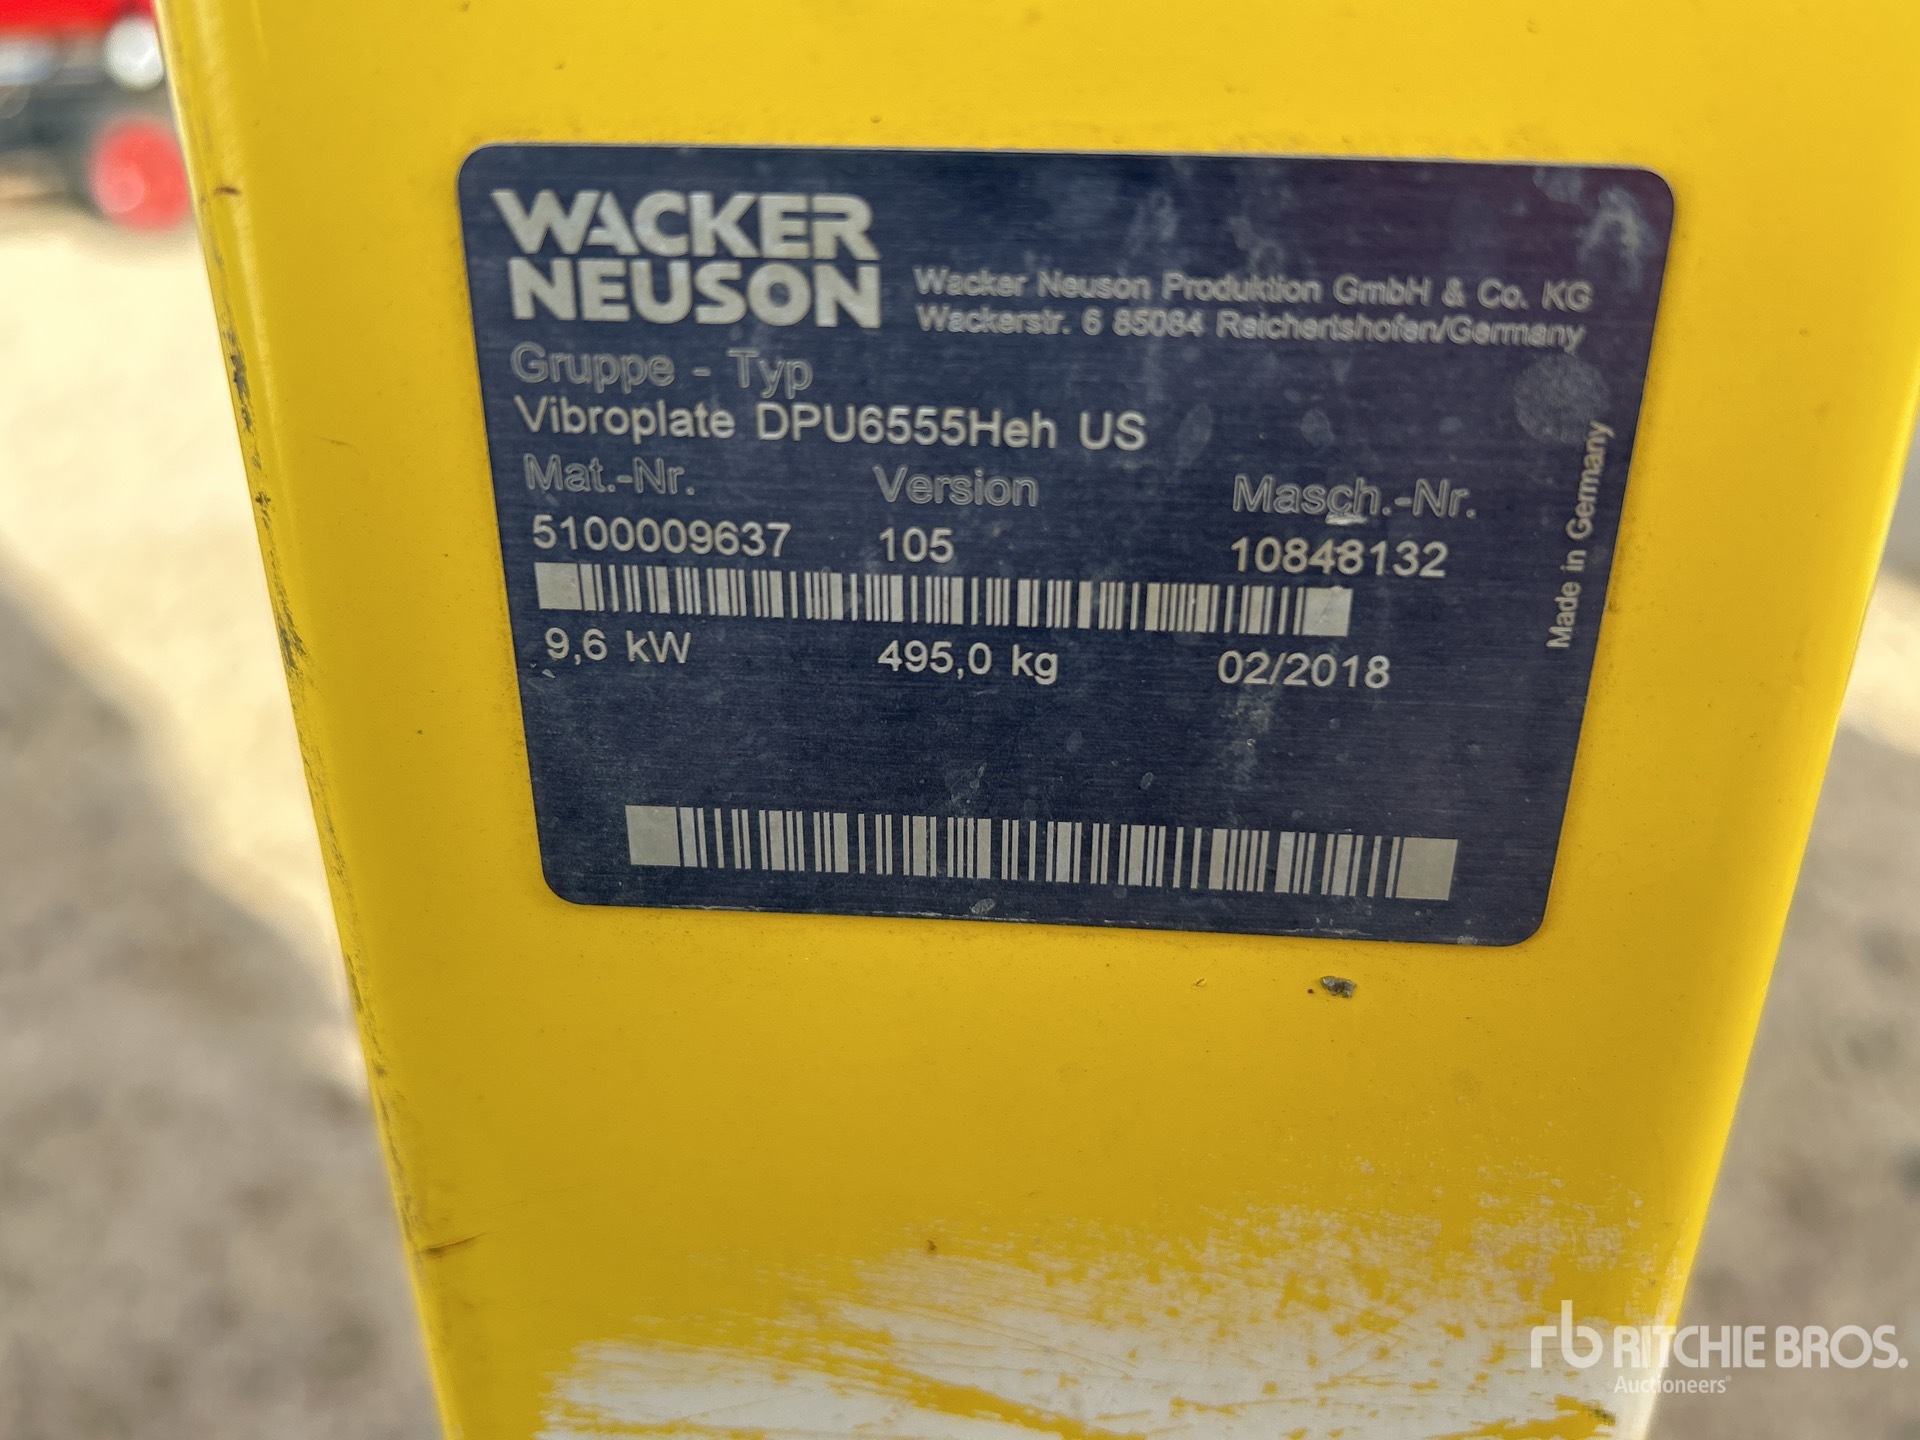 WACKER
NEUSON
Wacker Neuson Produktion GmbH & Co. KG
Wackerstr. 6 85084 Reichertshofen/Germany
Gruppe - Typ
Vibroplate DPU6555Heh US
Mat.-Nr. Version Masch.-Nr.
5100009637 105 10848132
9,6 kW 495,0 kg 02/2018
Made in Germany
rb RITCHIE BROS.
Auctioneers